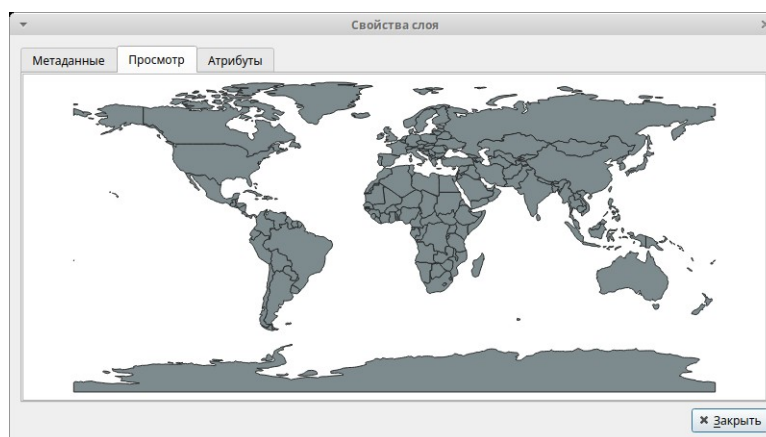 Свойства слоя
Метаданные Просмотр Атрибуты
Закрыть